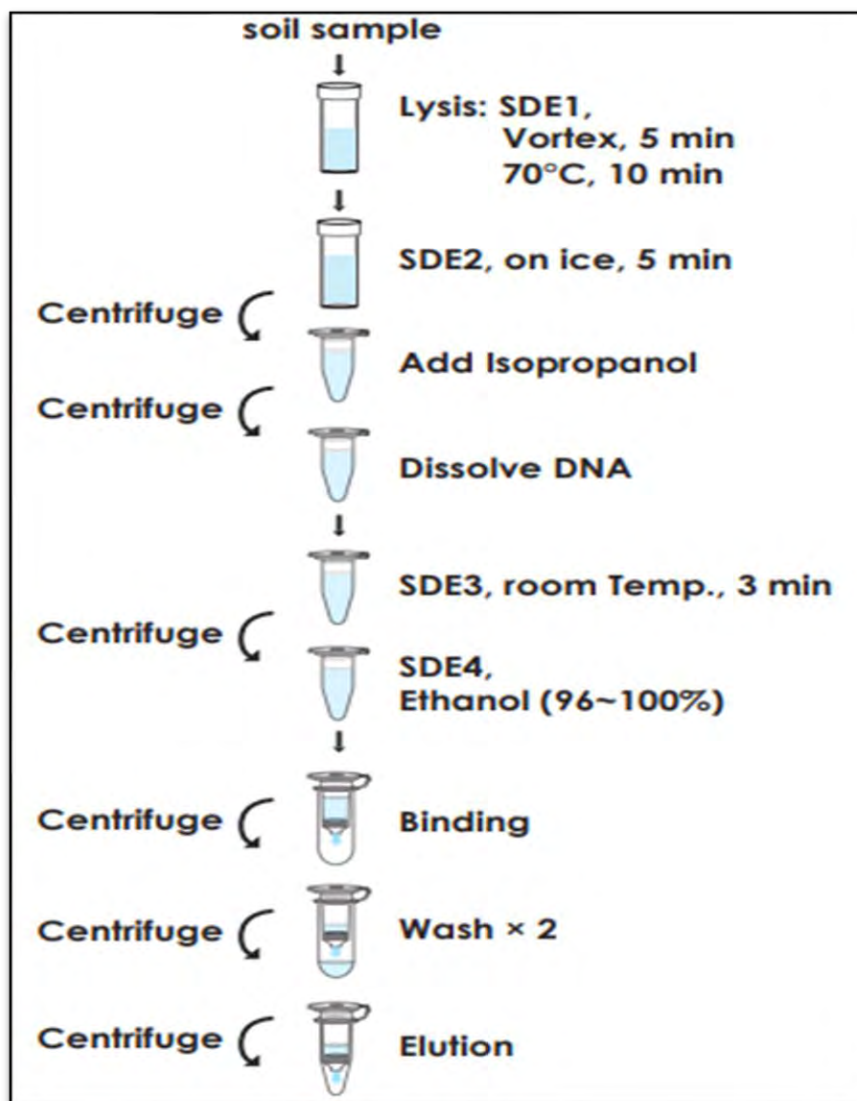 soil sample
Lysis: SDE1,
Vortex, 5 min
70°C, 10 min
SDE2, on ice, 5 min
Centrifuge
Add Isopropanol
Centrifuge
Dissolve DNA
SDE3, room Temp., 3 min
Centrifuge
SDE4,
Ethanol (96~100%)
Centrifuge
Binding
Centrifuge
Wash × 2
Centrifuge
Elution